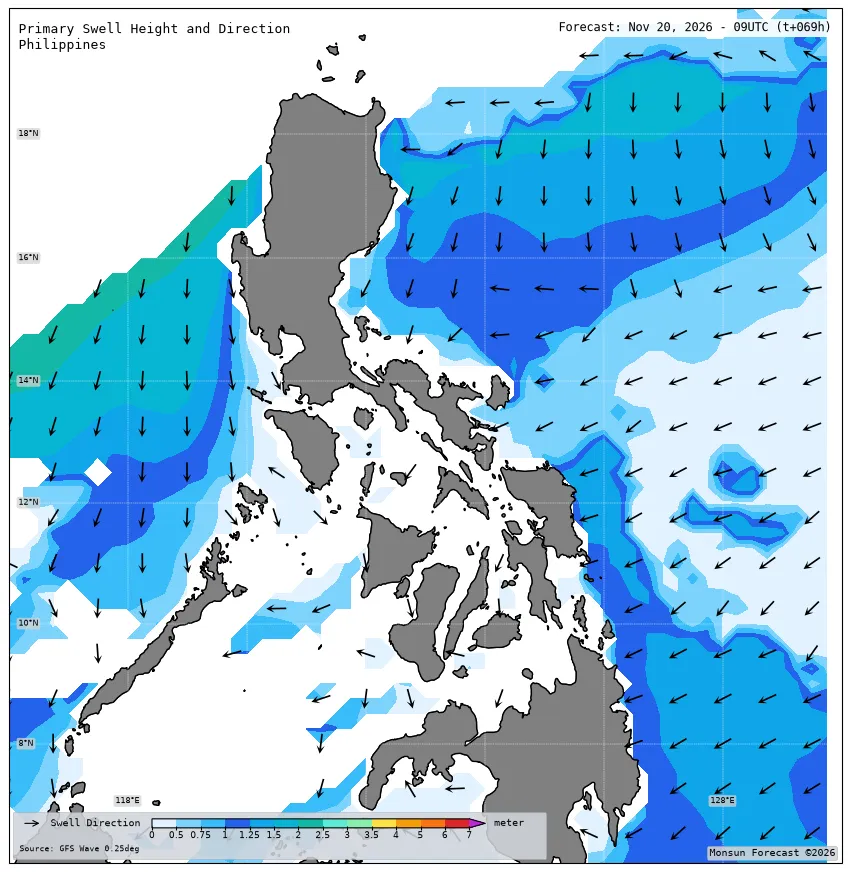 Primary Swell Height and Direction
Philippines
Forecast: Nov 20, 2026 - 09UTC (t+069h)
18°N
16°N
14°N
12°N
10°N
8°N
118°E
128°E
Swell Direction
0 0.5 0.75 1 1.25 1.5 2 2.5 3 3.5 4 5 6 7
meter
Source: GFS Wave 0.25deg
Monsun Forecast ©2026